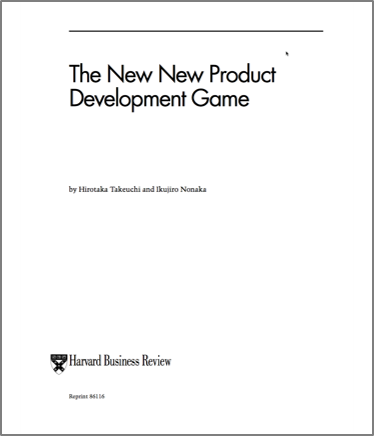 The New New Product
Development Game
by Hirotaka Takeuchi and Ikujiro Nonaka
Harvard Business Review
Reprint 86116